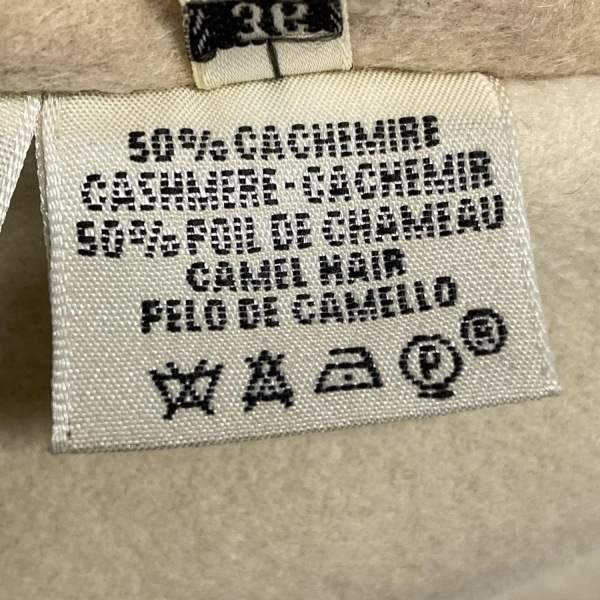 36
50% CACHEMIRE
CASHMERE - CACHEMIR
50% POIL DE CHAMEAU
CAMEL HAIR
PELO DE CAMELLO
P
R